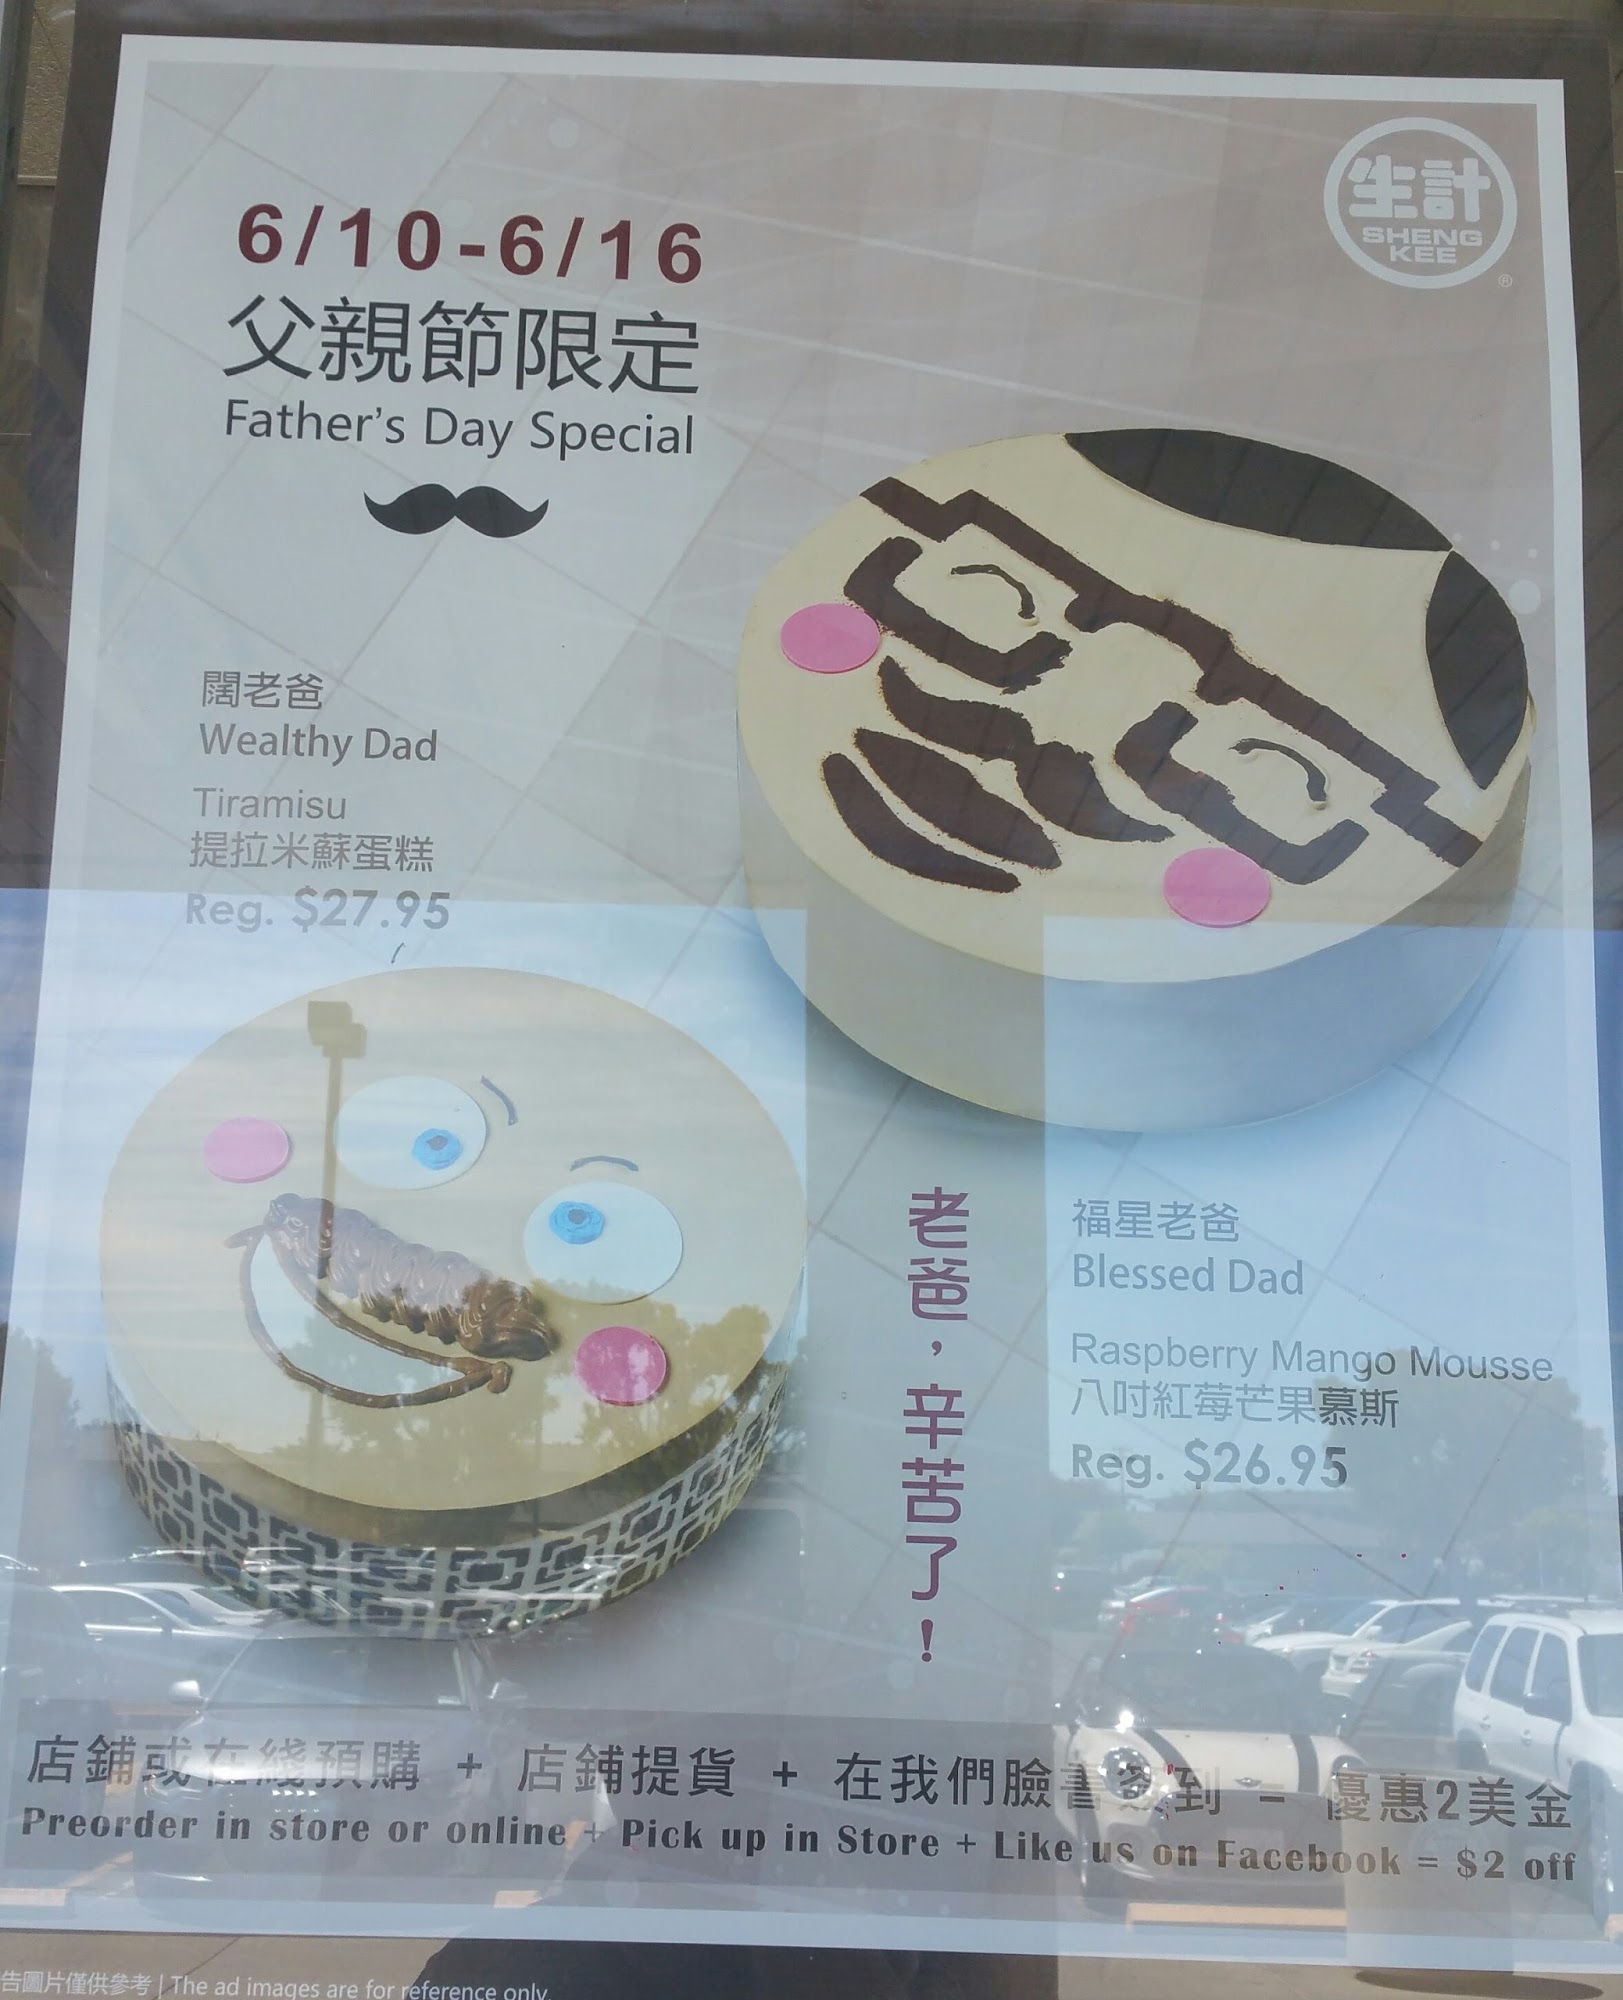 生計
SHENG
KEE
®
6/10-6/16
父親節限定
Father's Day Special
闊老爸
Wealthy Dad
Tiramisu
提拉米蘇蛋糕
Reg. $27.95
老爸，辛苦了！
福星老爸
Blessed Dad
Raspberry Mango Mousse
八吋紅莓芒果慕斯
Reg. $26.95
店鋪或在綫預購 + 店鋪提貨 + 在我們臉書簽到 = 優惠2美金
Preorder in store or online + Pick up in Store + Like us on Facebook = $2 off
告圖片僅供參考 | The ad images are for reference only.